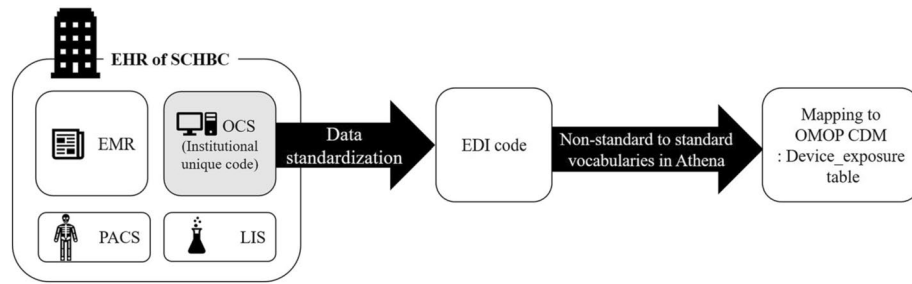 EHR of SCHBC
EMR
OCS
(Institutional
unique code)
PACS
LIS
Data
standardization
EDI code
Non-standard to standard
vocabularies in Athena
Mapping to
OMOP CDM
: Device_exposure
table